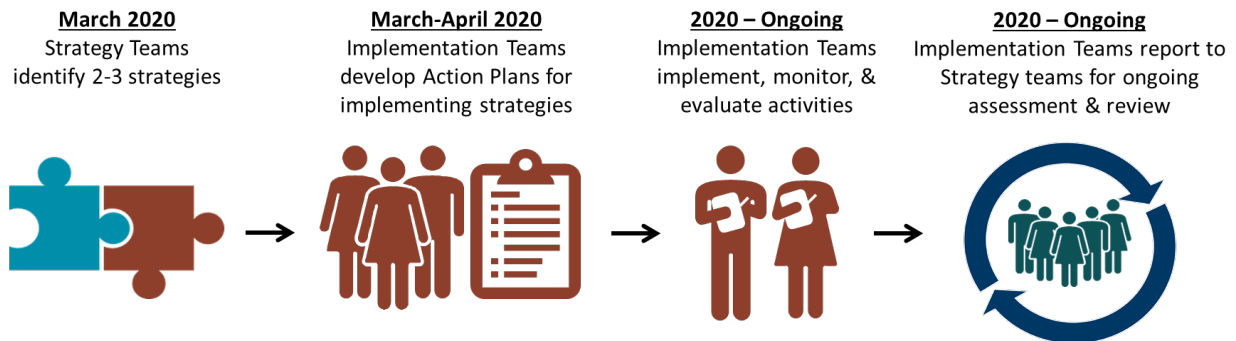 March 2020
Strategy Teams
identify 2-3 strategies
March-April 2020
Implementation Teams
develop Action Plans for
implementing strategies
2020 – Ongoing
Implementation Teams
implement, monitor, &
evaluate activities
2020 – Ongoing
Implementation Teams report to
Strategy teams for ongoing
assessment & review